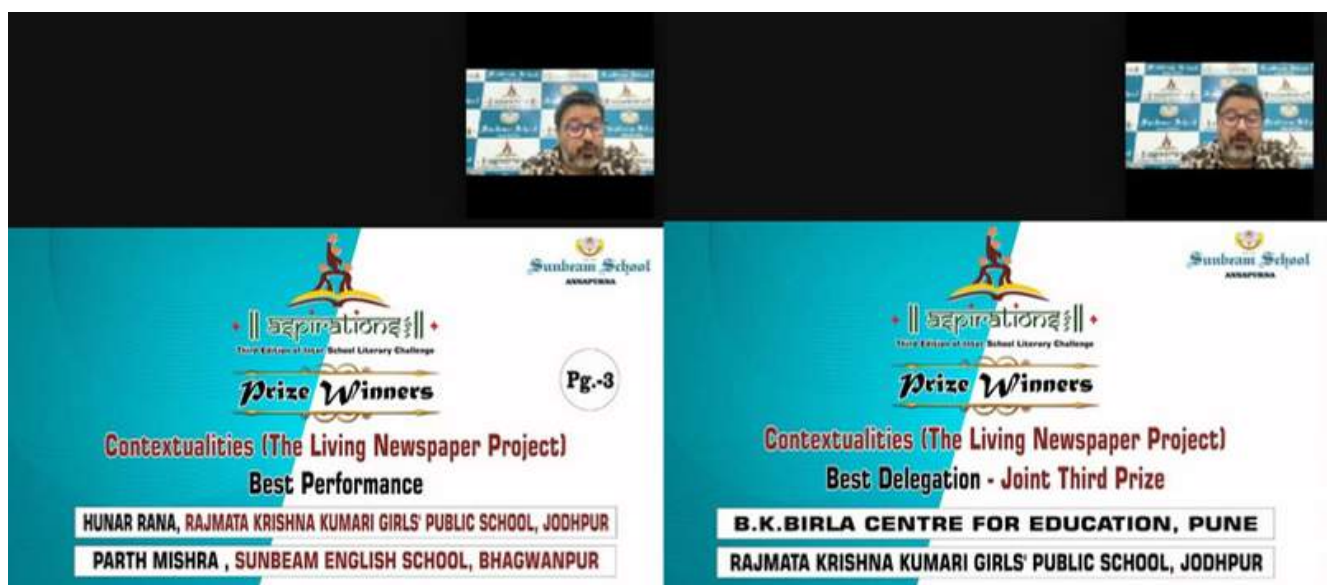 Sunbeam School
ANNAPURNA
|| aspirations ||
Third Edition of Inter School Literary Challenge
Prize Winners
Pg.-3
Contextualities (The Living Newspaper Project)
Best Performance
HUNAR RANA, RAJMATA KRISHNA KUMARI GIRLS' PUBLIC SCHOOL, JODHPUR
PARTH MISHRA , SUNBEAM ENGLISH SCHOOL, BHAGWANPUR
Sunbeam School
ANNAPURNA
|| aspirations ||
Third Edition of Inter School Literary Challenge
Prize Winners
Contextualities (The Living Newspaper Project)
Best Delegation - Joint Third Prize
B.K.BIRLA CENTRE FOR EDUCATION, PUNE
RAJMATA KRISHNA KUMARI GIRLS' PUBLIC SCHOOL, JODHPUR